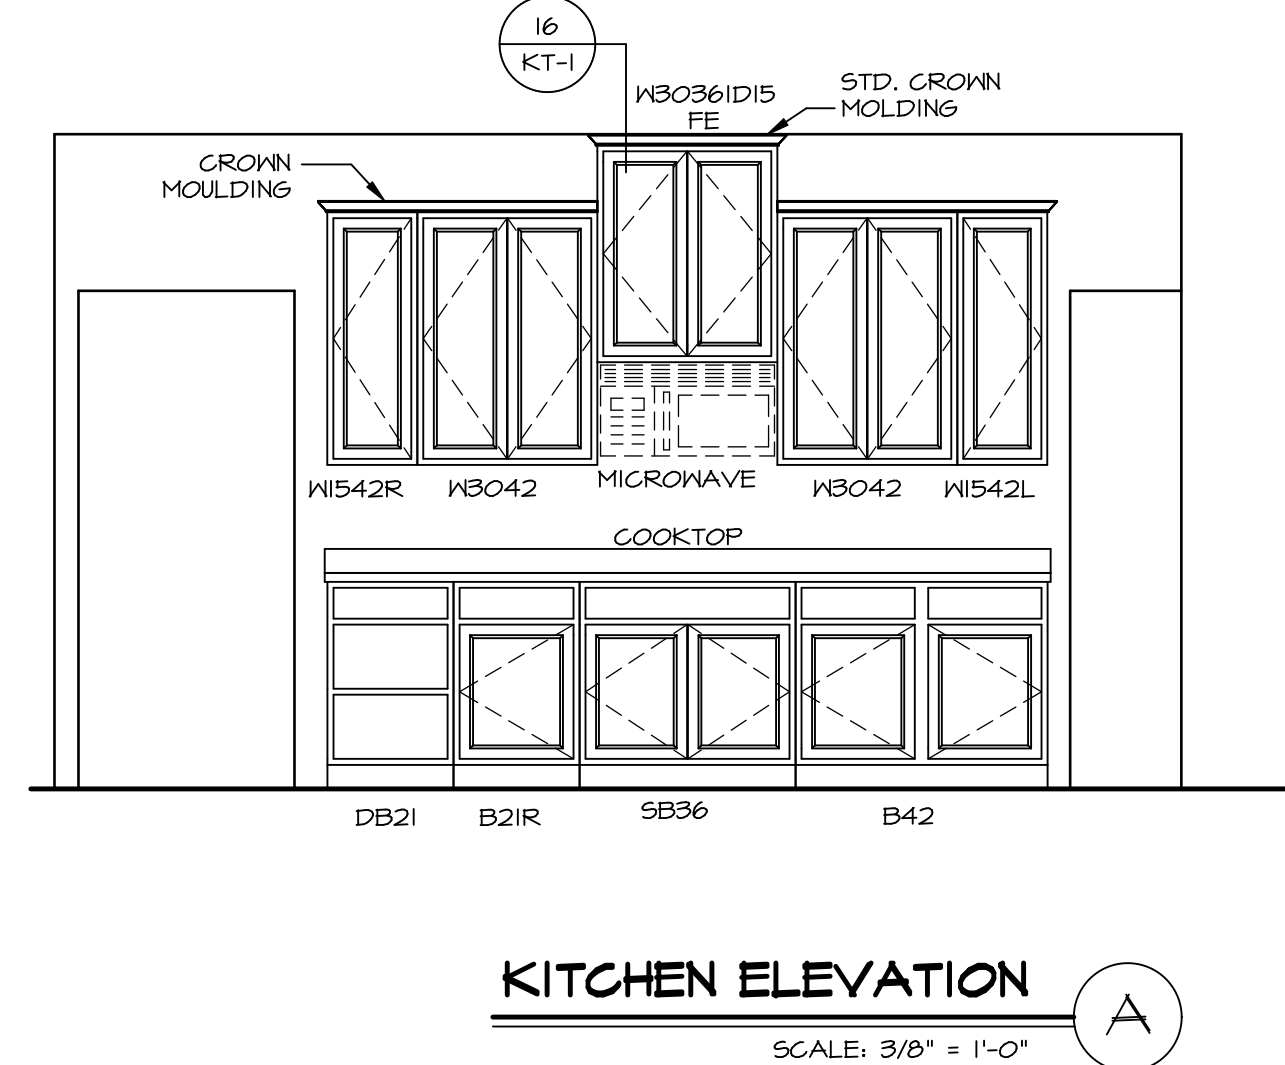 16
KT-1
W30361D15
FE
STD. CROWN
MOLDING
CROWN
MOULDING
W1542R
W3042
MICROWAVE
W3042
W1542L
COOKTOP
DB21
B21R
SB36
B42
KITCHEN ELEVATION
A
SCALE: 3/8" = 1'-0"